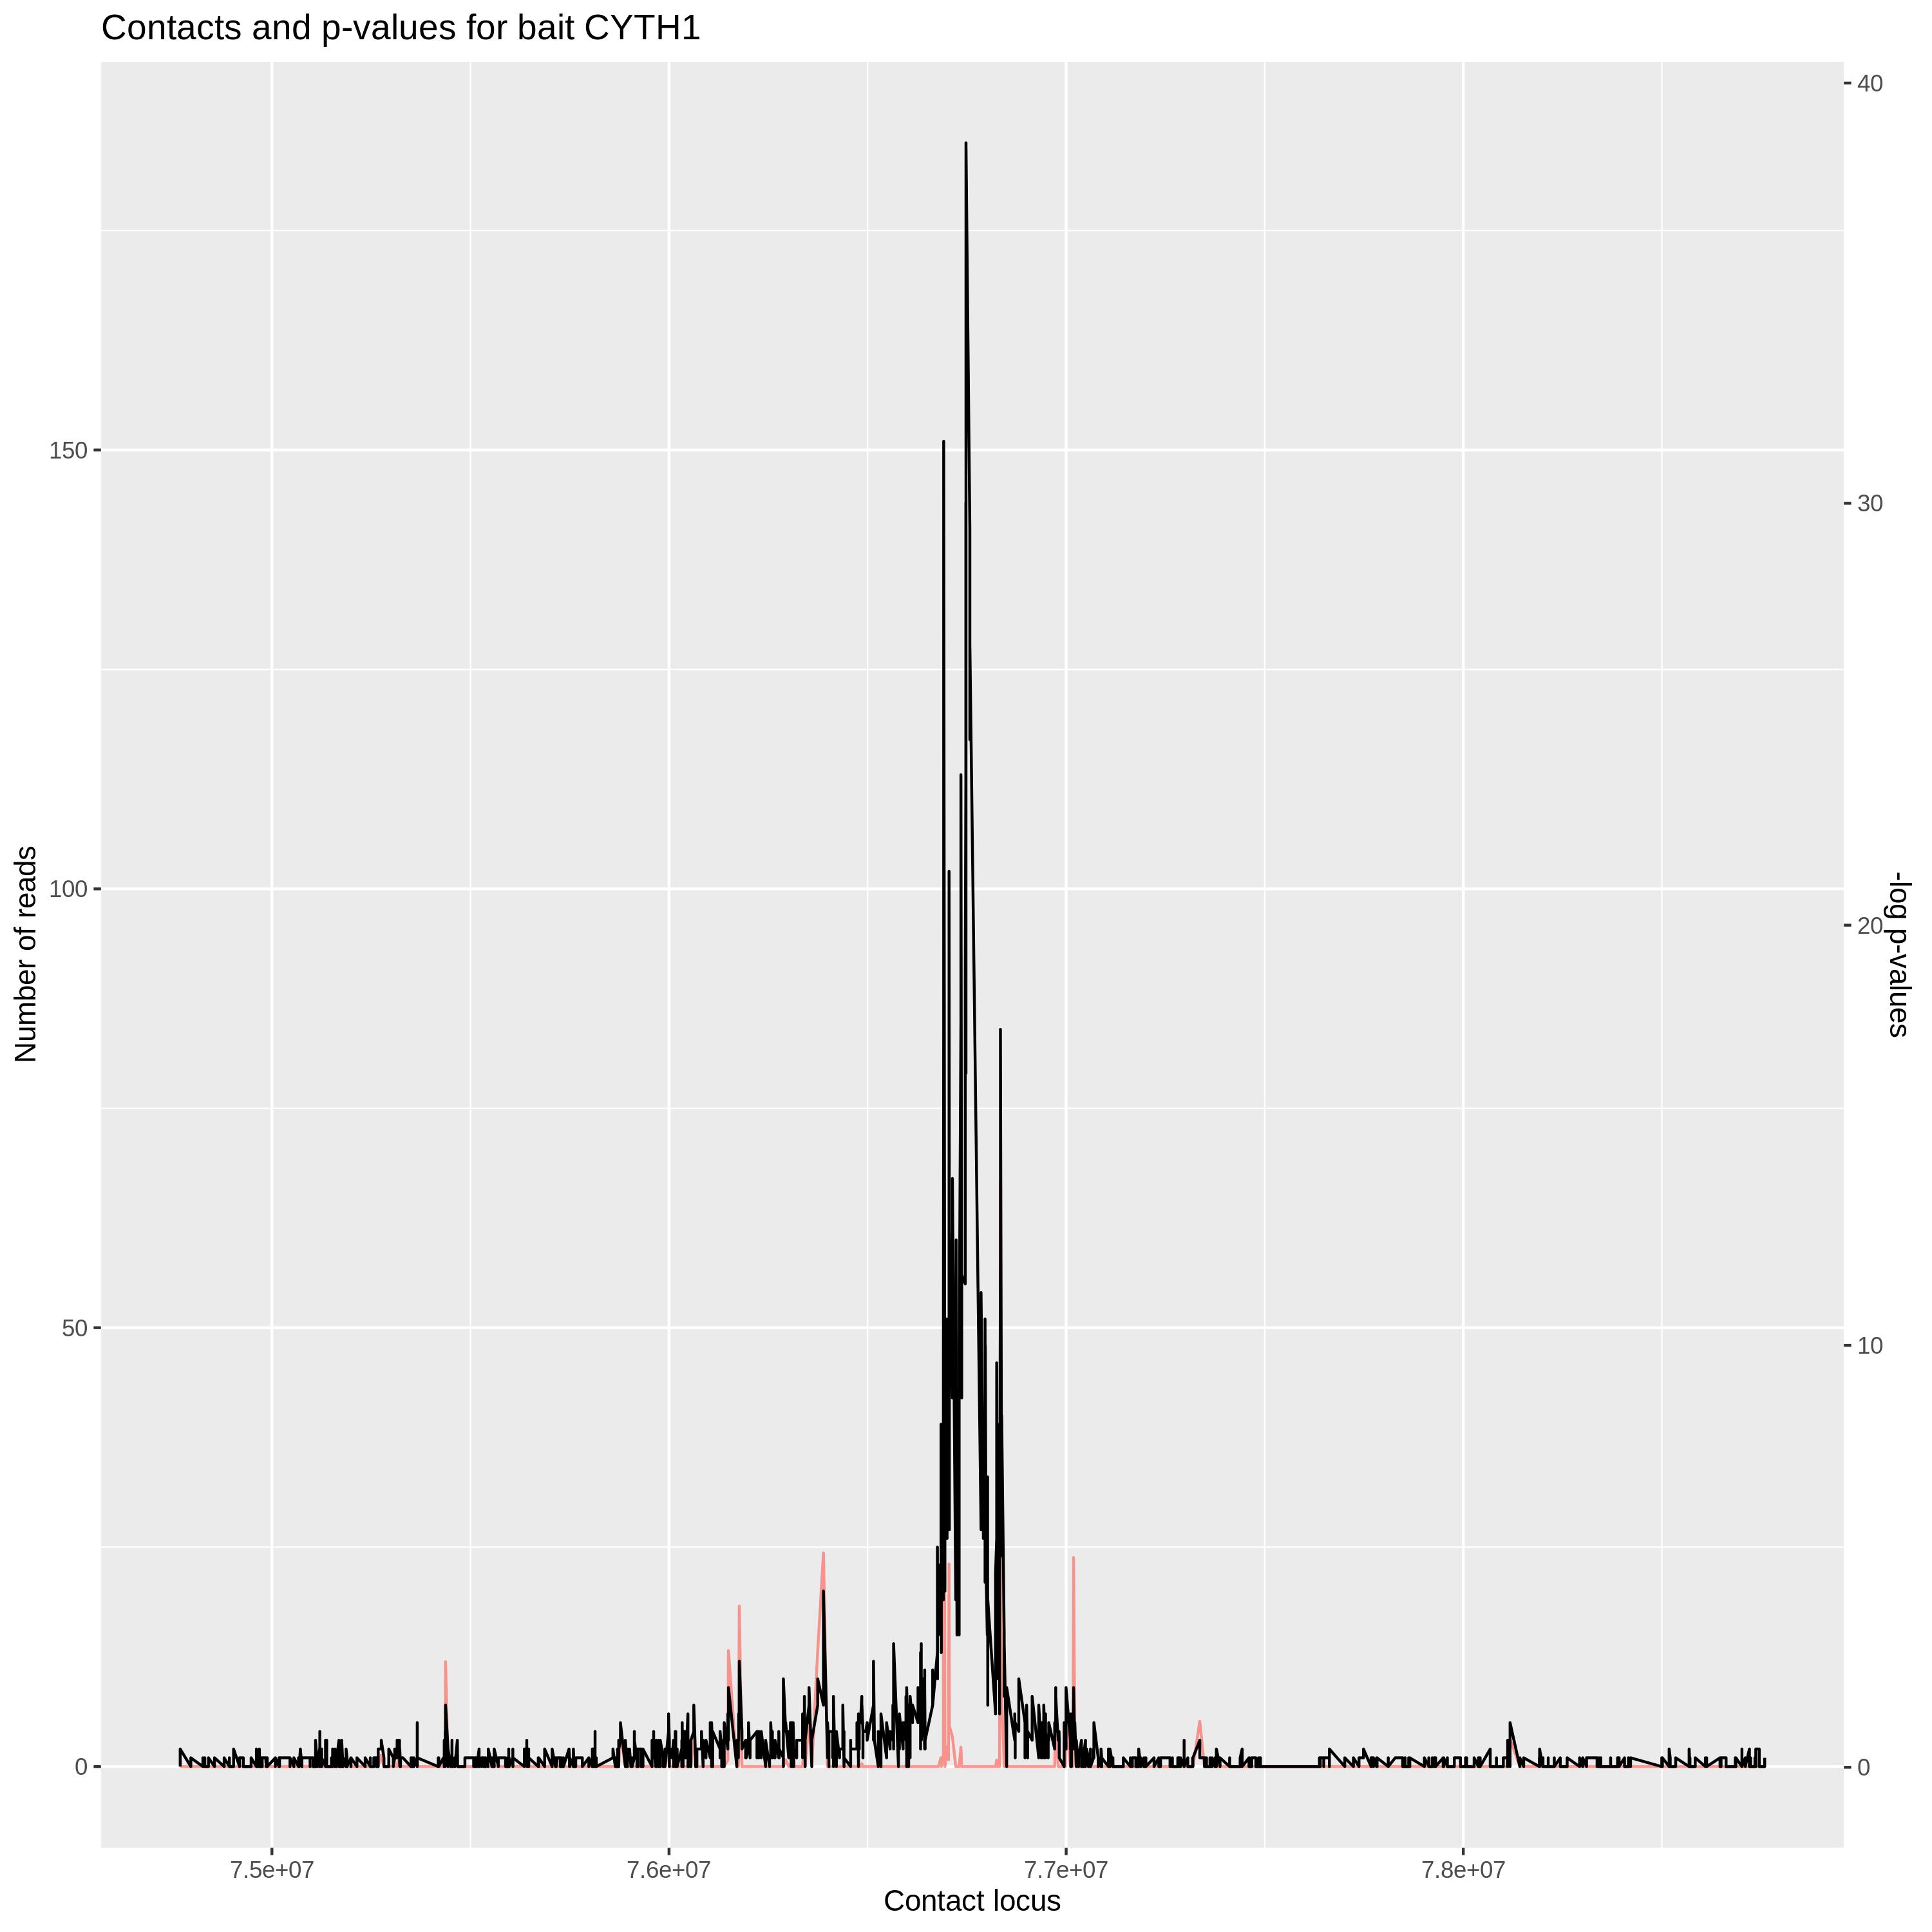 Contacts and p-values for bait CYTH1
Number of reads
150
100
50
0
40
30
20
10
0
-log p-values
7.5e+07
7.6e+07
7.7e+07
7.8e+07
Contact locus